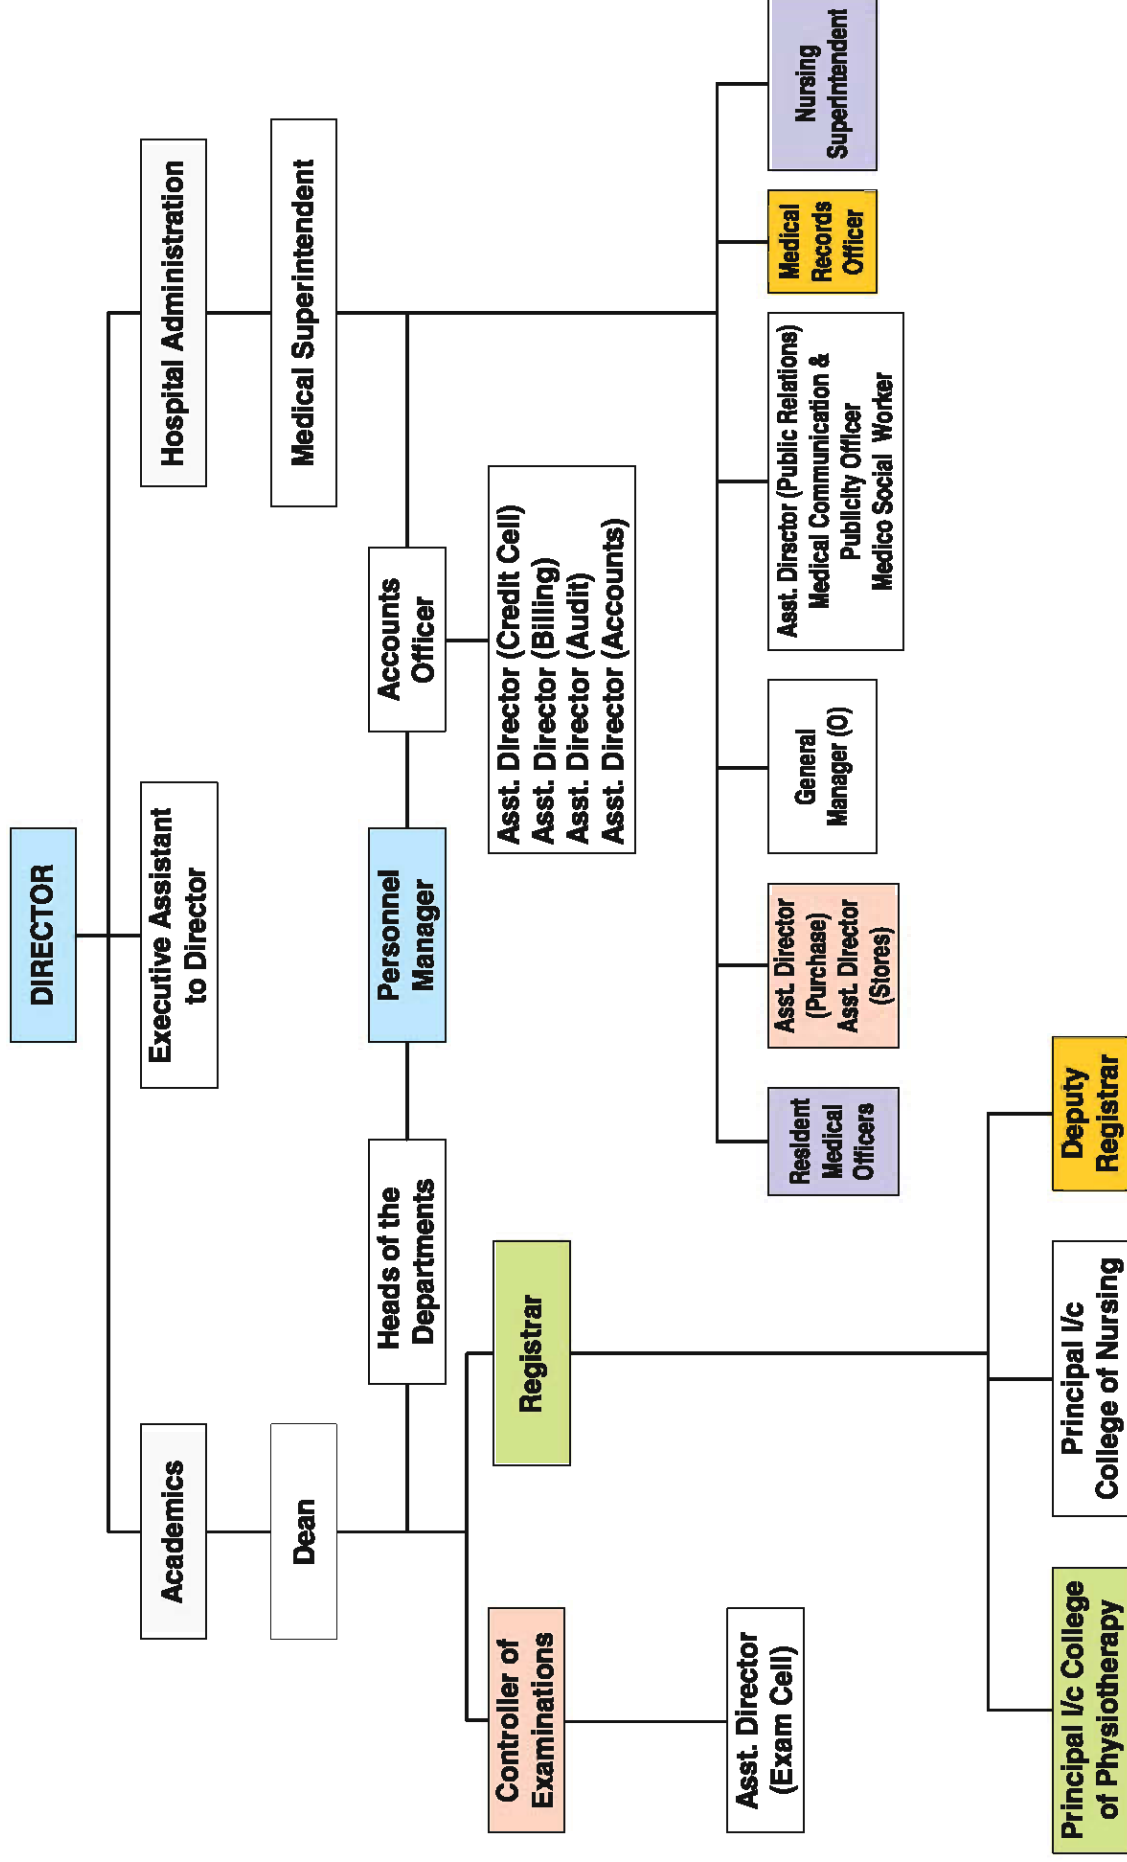 DIRECTOR
Executive Assistant
to Director
Academics
Hospital Administration
Dean
Medical Superintendent
Heads of the
Departments
Personnel
Manager
Accounts
Officer
Controller of
Examinations
Registrar
Asst. Director (Credit Cell)
Asst. Director (Billing)
Asst. Director (Audit)
Asst. Director (Accounts)
Asst. Director
(Exam Cell)
Resident
Medical
Officers
Asst. Director
(Purchase)
Asst. Director
(Stores)
General
Manager (O)
Asst. Dirsctor (Public Relations)
Medical Communication &
Publicity Officer
Medico Social Worker
Medical
Records
Officer
Nursing
Superintendent
Principal I/c College
of Physiotherapy
Principal I/c
College of Nursing
Deputy
Registrar